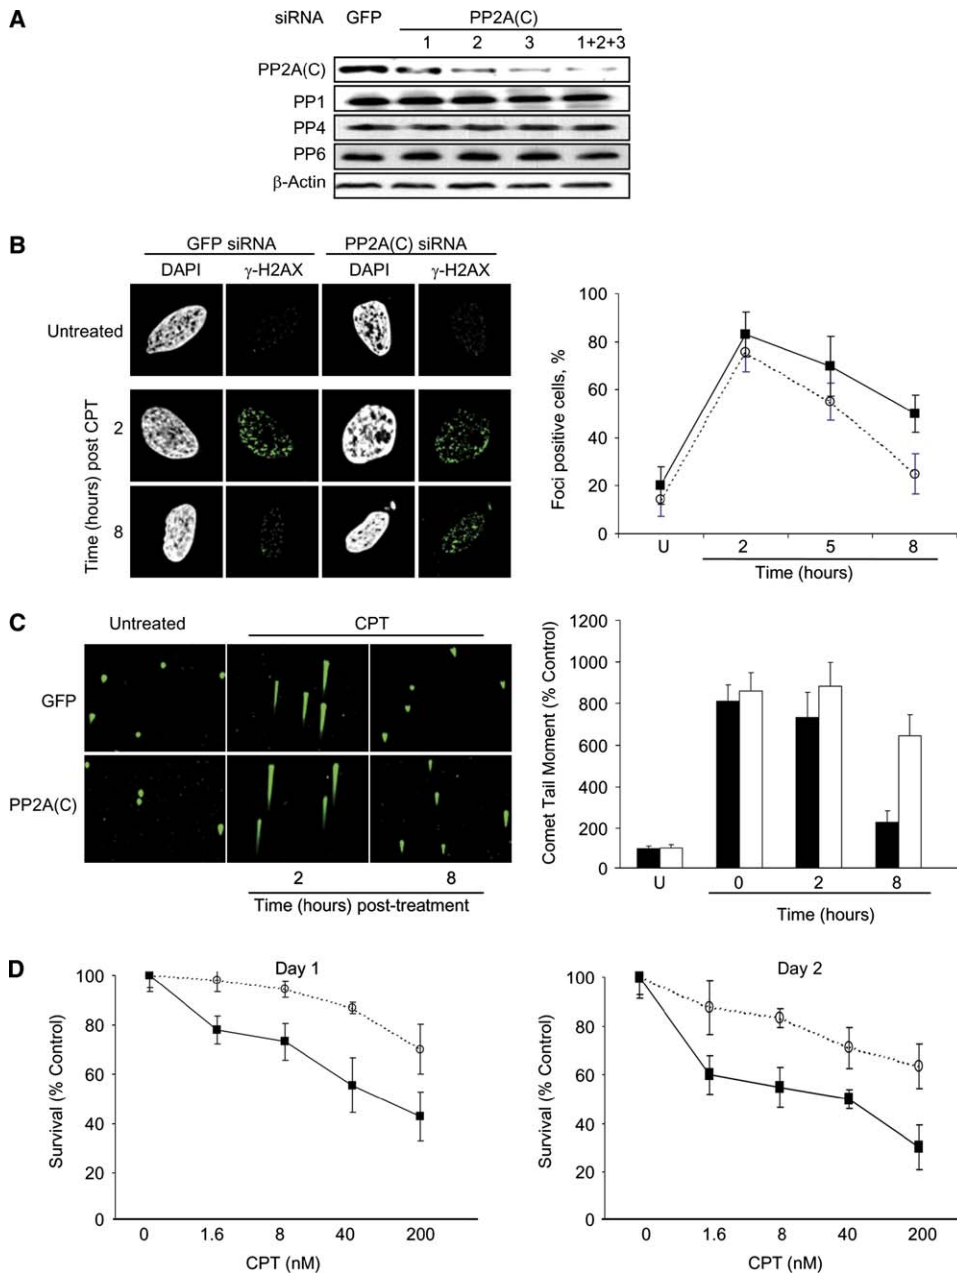 A
siRNA GFP PP2A(C)
1 2 3 1+2+3
PP2A(C)
PP1
PP4
PP6
β-Actin
B
GFP siRNA PP2A(C) siRNA
DAPI γ-H2AX DAPI γ-H2AX
Untreated
Time (hours) post CPT
2
8
Foci positive cells, %
100
80
60
40
20
0
U 2 5 8
Time (hours)
C
Untreated CPT
GFP
PP2A(C)
2 8
Time (hours) post-treatment
Comet Tail Moment (% Control)
1200
1000
800
600
400
200
0
U 0 2 8
Time (hours)
D
Day 1
Survival (% Control)
100
80
60
40
20
0
0 1.6 8 40 200
CPT (nM)
Day 2
Survival (% Control)
100
80
60
40
20
0
0 1.6 8 40 200
CPT (nM)